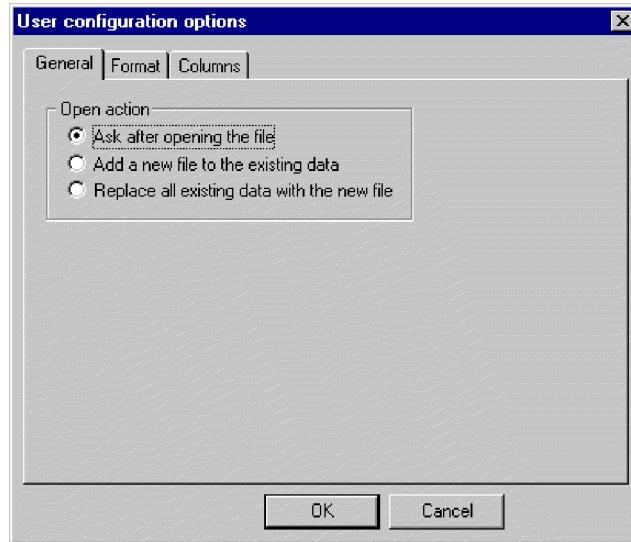 User configuration options
General Format Columns
Open action
Ask after opening the file
Add a new file to the existing data
Replace all existing data with the new file
OK Cancel